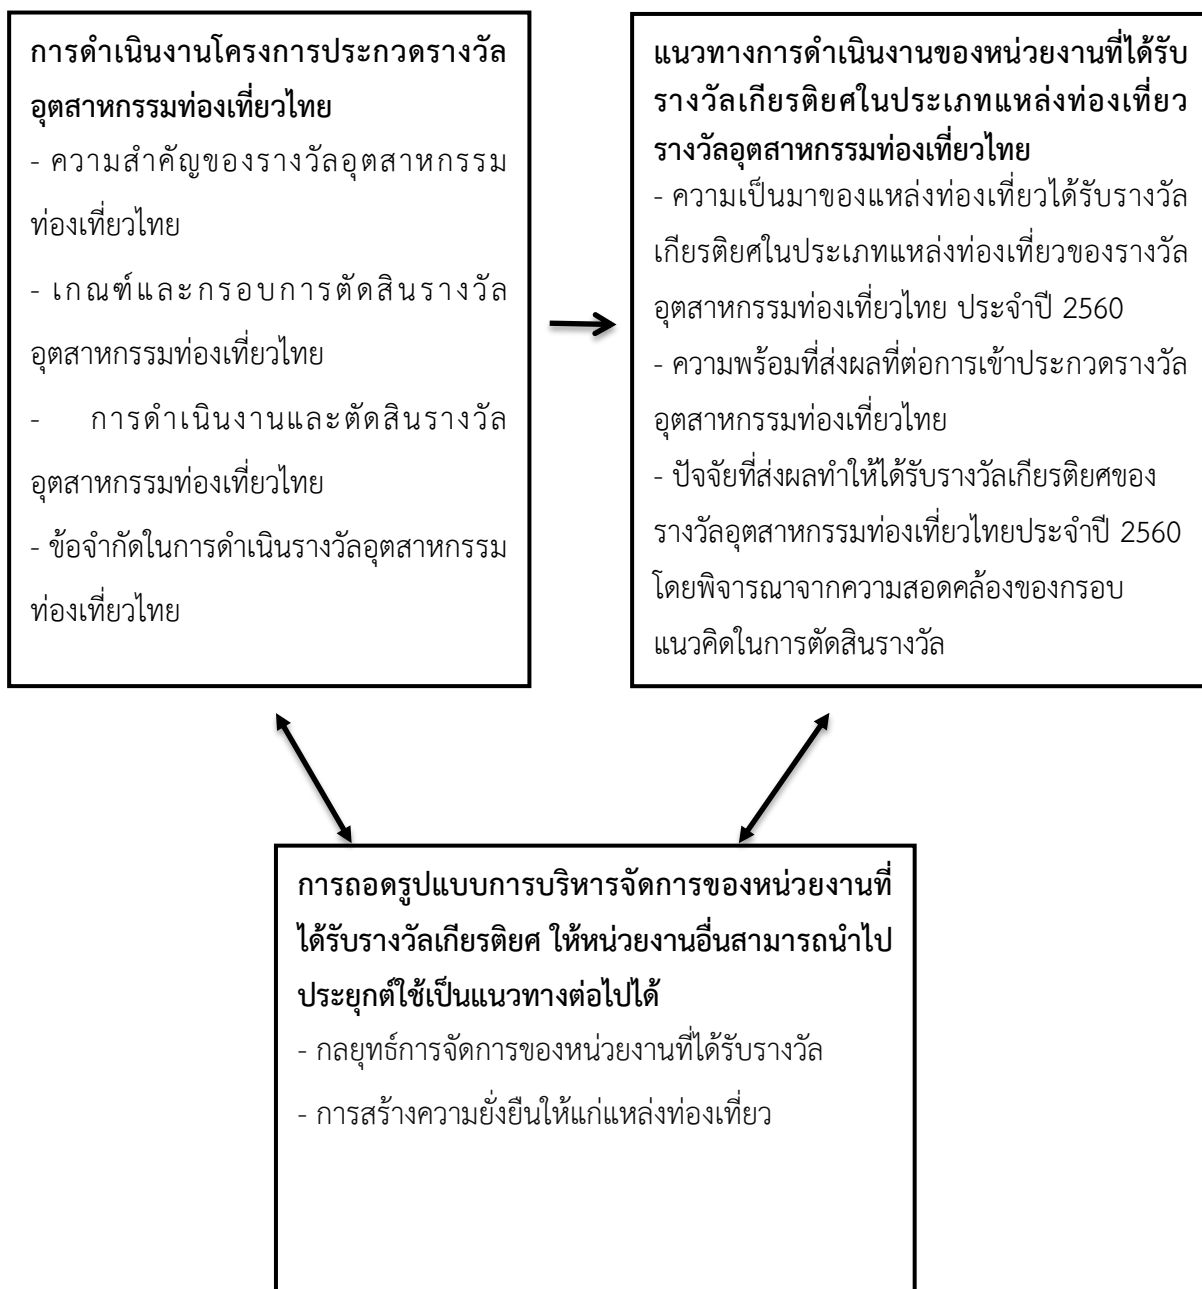 การดำเนินงานโครงการประกวดรางวัล
อุตสาหกรรมท่องเที่ยวไทย
- ความสำคัญของรางวัลอุตสาหกรรม
ท่องเที่ยวไทย
- เกณฑ์และกรอบการตัดสินรางวัล
อุตสาหกรรมท่องเที่ยวไทย
- การดำเนินงานและตัดสินรางวัล
อุตสาหกรรมท่องเที่ยวไทย
- ข้อจำกัดในการดำเนินรางวัลอุตสาหกรรม
ท่องเที่ยวไทย
แนวทางการดำเนินงานของหน่วยงานที่ได้รับ
รางวัลเกียรติยศในประเภทแหล่งท่องเที่ยว
รางวัลอุตสาหกรรมท่องเที่ยวไทย
- ความเป็นมาของแหล่งท่องเที่ยวได้รับรางวัล
เกียรติยศในประเภทแหล่งท่องเที่ยวของรางวัล
อุตสาหกรรมท่องเที่ยวไทย ประจำปี 2560
- ความพร้อมที่ส่งผลที่ต่อการเข้าประกวดรางวัล
อุตสาหกรรมท่องเที่ยวไทย
- ปัจจัยที่ส่งผลทำให้ได้รับรางวัลเกียรติยศของ
รางวัลอุตสาหกรรมท่องเที่ยวไทยประจำปี 2560
โดยพิจารณาจากความสอดคล้องของกรอบ
แนวคิดในการตัดสินรางวัล
การถอดรูปแบบการบริหารจัดการของหน่วยงานที่
ได้รับรางวัลเกียรติยศ ให้หน่วยงานอื่นสามารถนำไป
ประยุกต์ใช้เป็นแนวทางต่อไปได้
- กลยุทธ์การจัดการของหน่วยงานที่ได้รับรางวัล
- การสร้างความยั่งยืนให้แก่แหล่งท่องเที่ยว